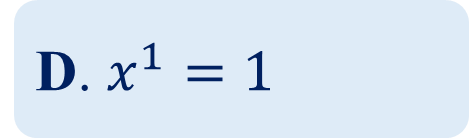 D. x¹ = 1